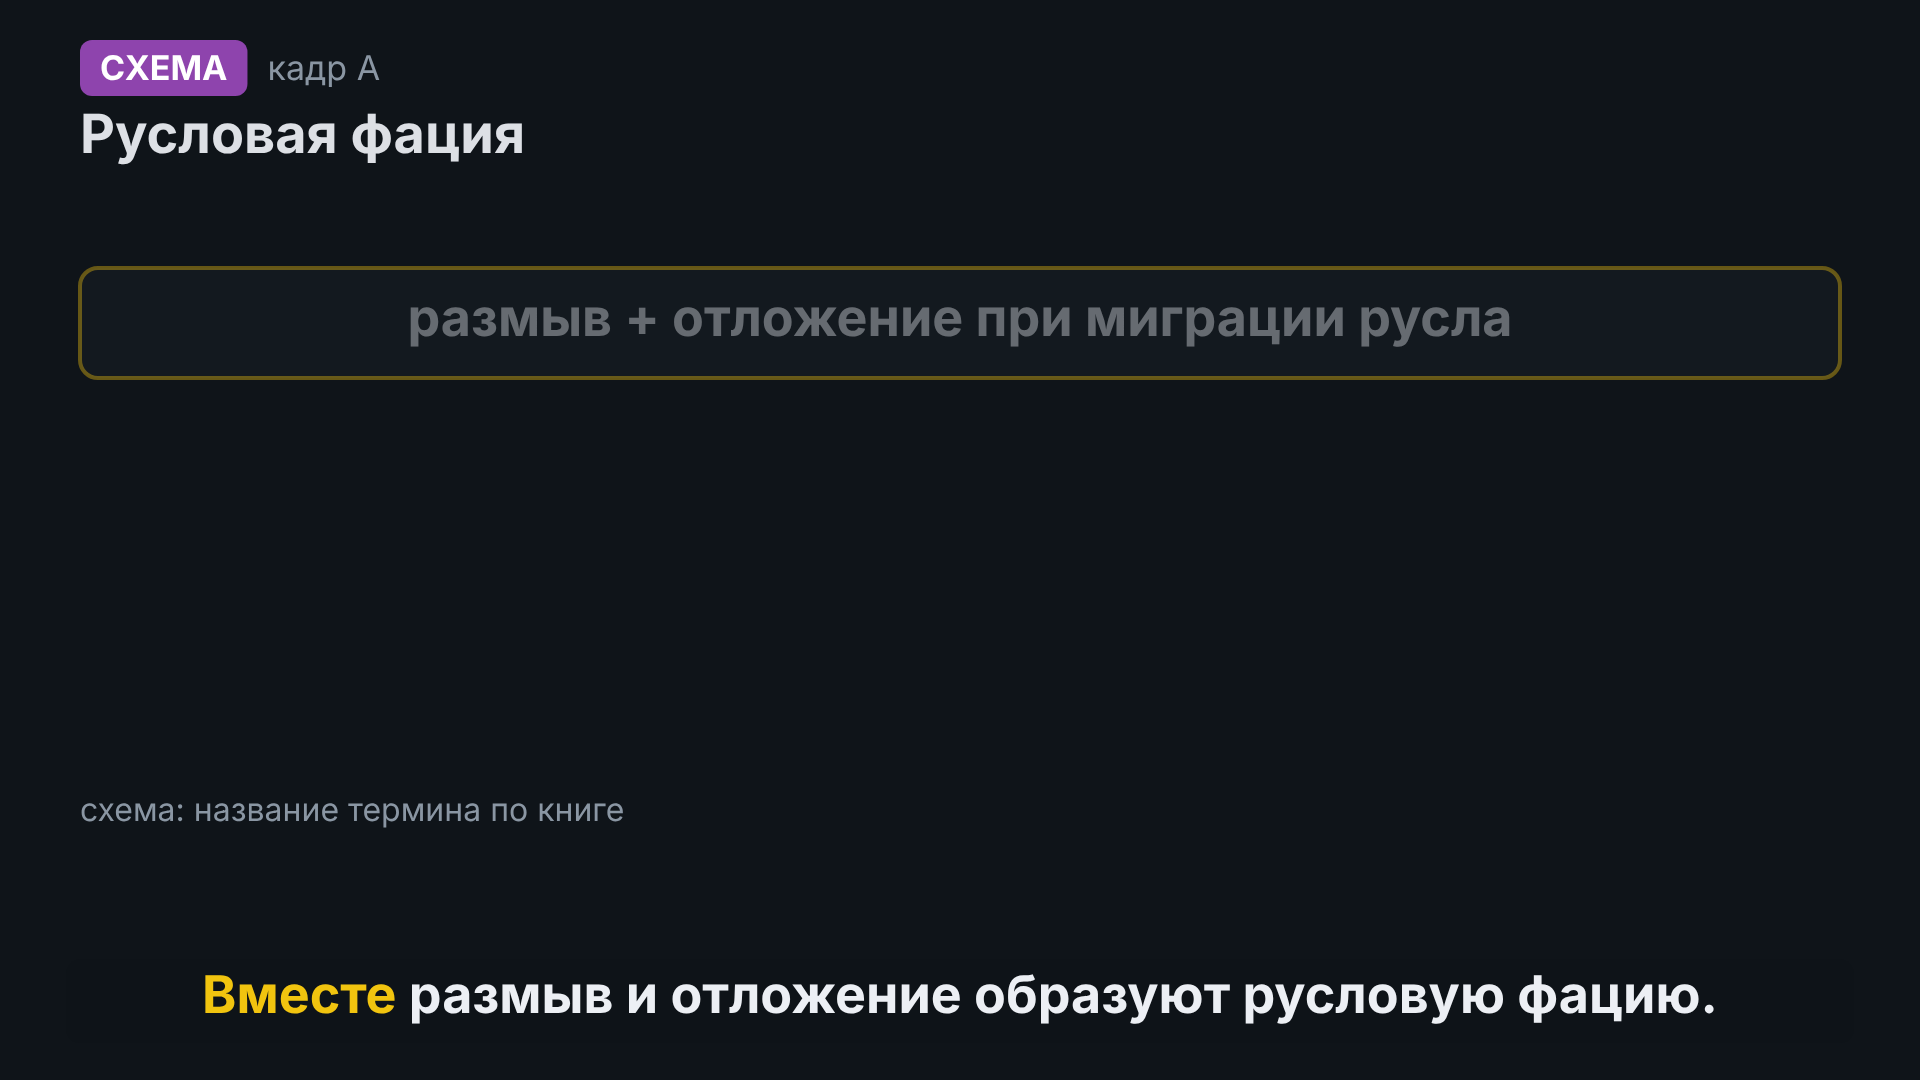 СХЕМА кадр А
Русловая фация
размыв + отложение при миграции русла
схема: название термина по книге
Вместе размыв и отложение образуют русловую фацию.